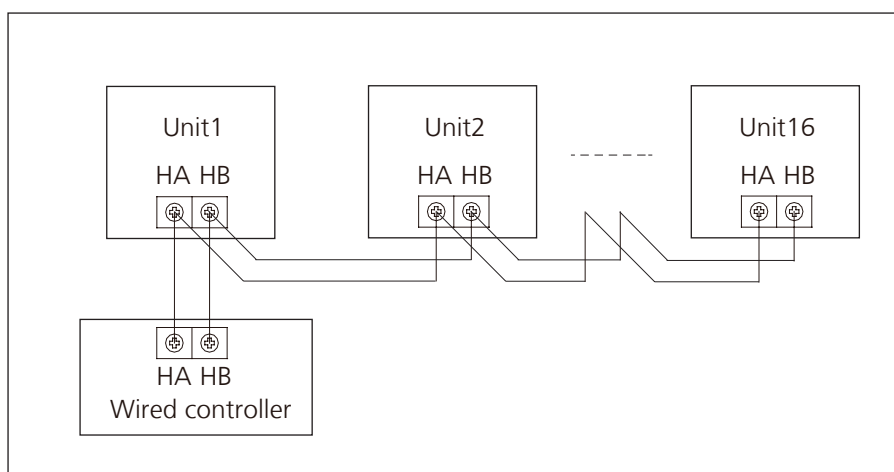 Unit1
HA HB
Unit2
HA HB
Unit16
HA HB
HA HB
Wired controller